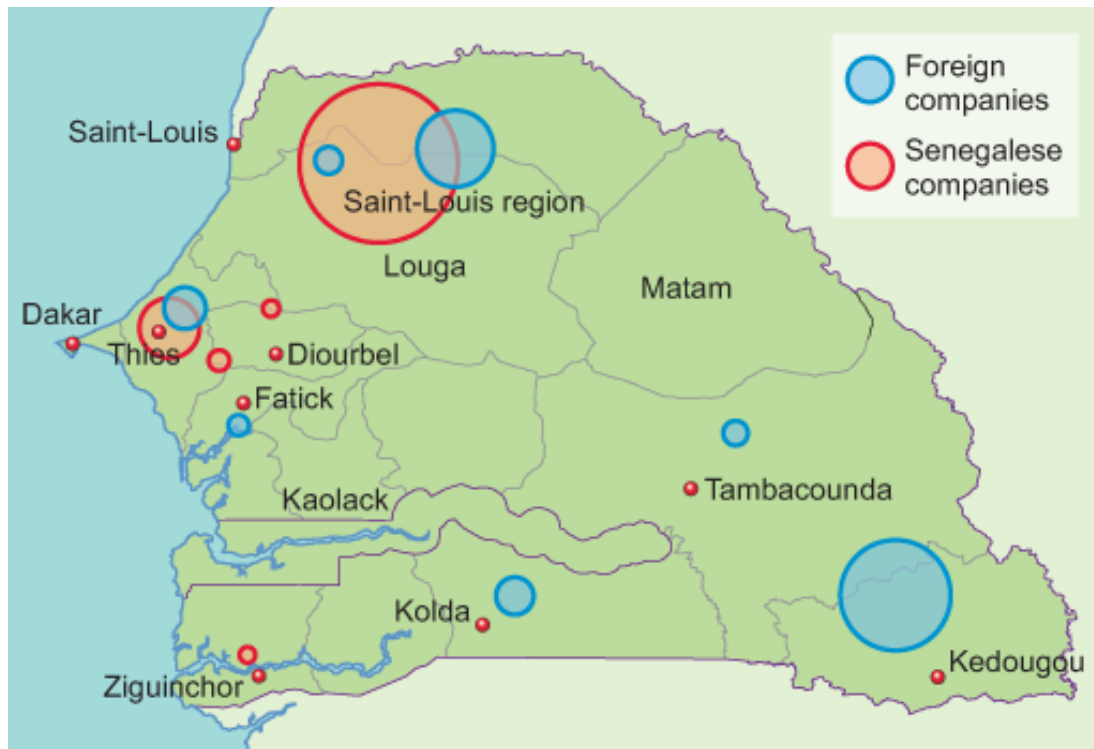 Foreign
companies
Senegalese
companies
Saint-Louis
Saint-Louis region
Louga
Matam
Dakar
Thies
Diourbel
Fatick
Kaolack
Tambacounda
Kolda
Kedougou
Ziguinchor